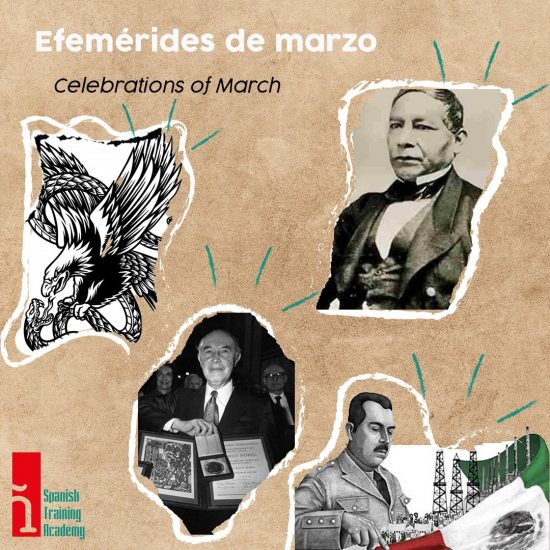 Efemérides de marzo
Celebrations of March
Spanish
Training
Academy